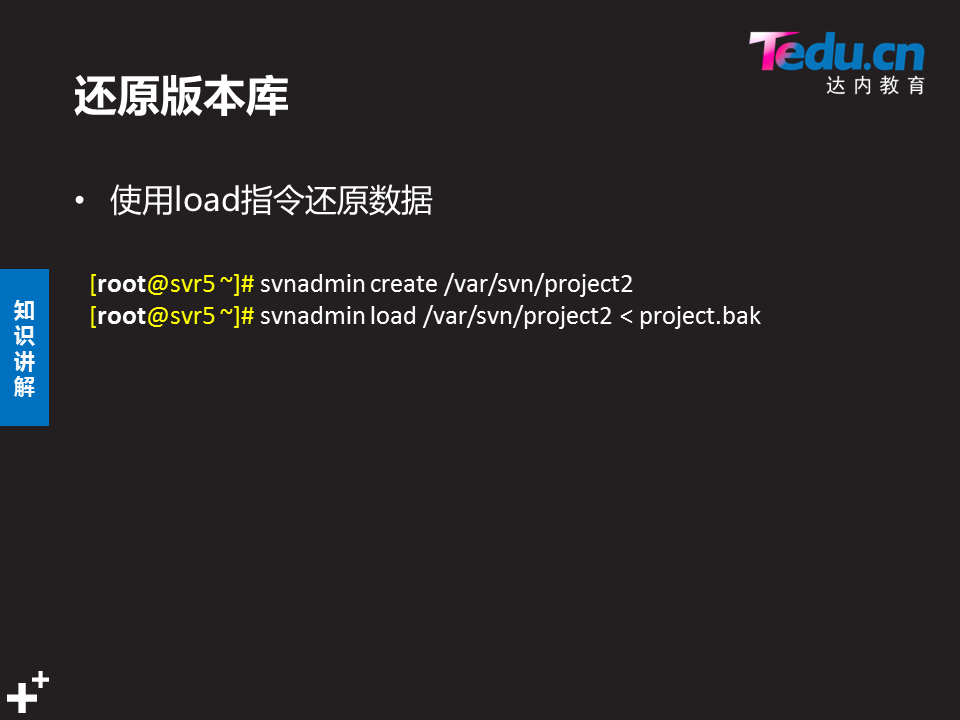 Tedu.cn
达内教育
还原版本库
• 使用load指令还原数据
[root@svr5 ~]# svnadmin create /var/svn/project2
[root@svr5 ~]# svnadmin load /var/svn/project2 < project.bak
知识讲解